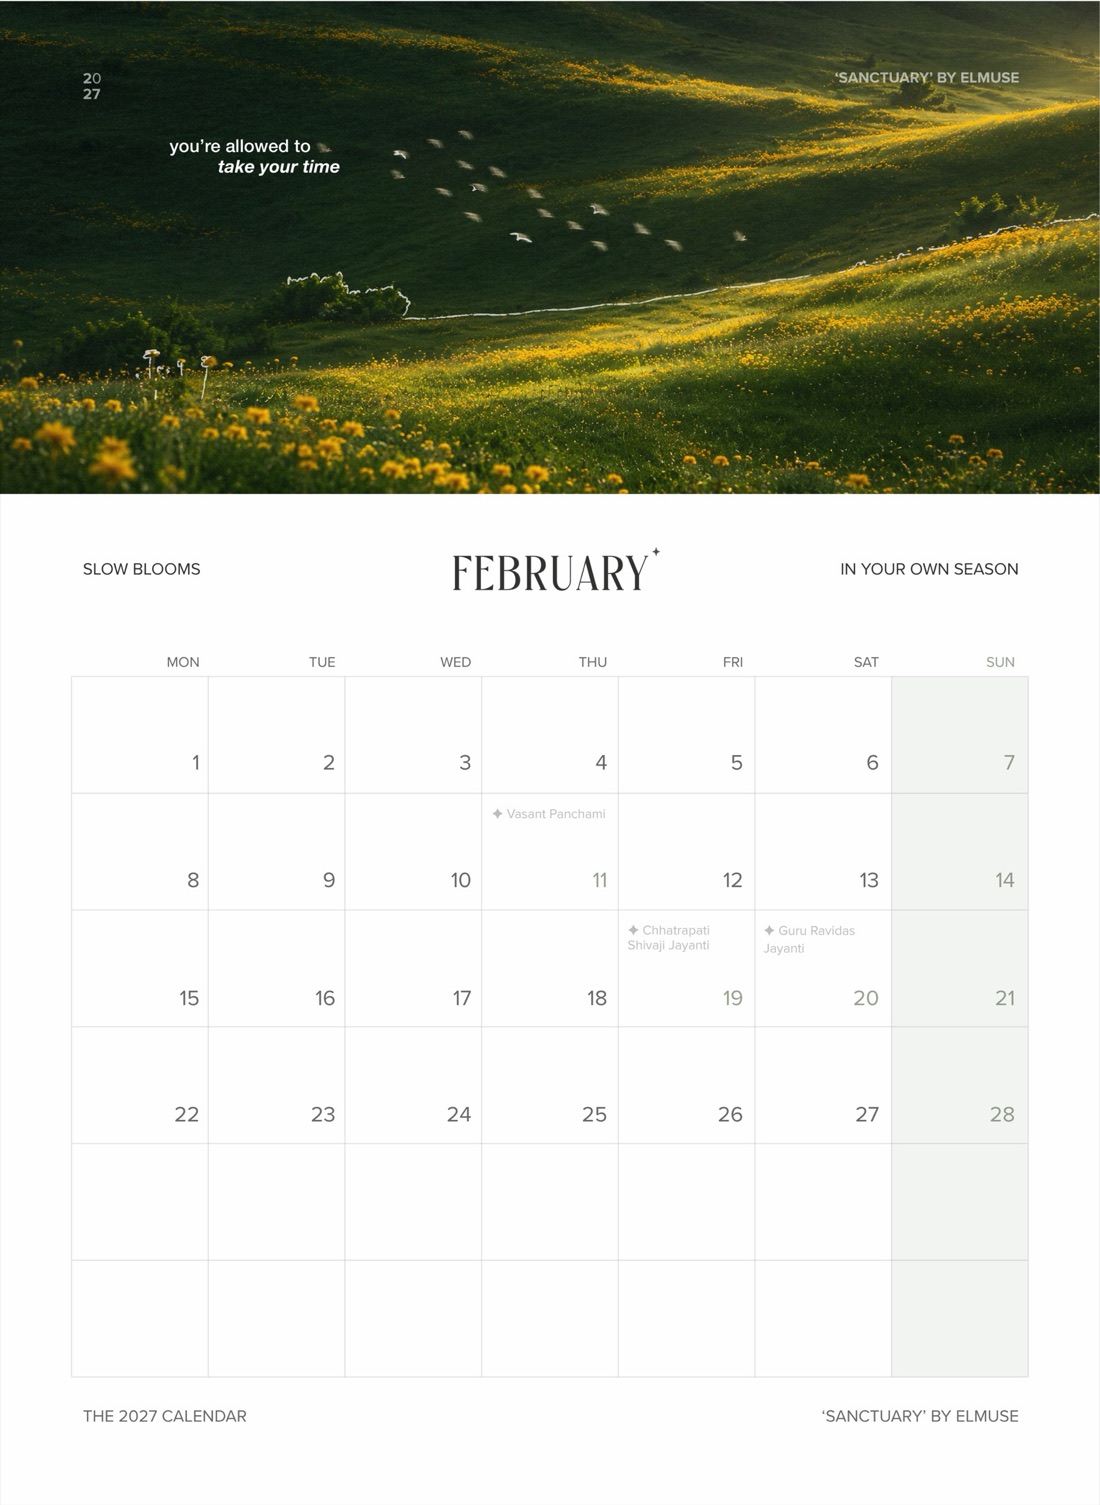 20
27
‘SANCTUARY’ BY ELMUSE
you’re allowed to
take your time
SLOW BLOOMS
FEBRUARY
IN YOUR OWN SEASON
MON TUE WED THU FRI SAT SUN
1 2 3 4 5 6 7
Vasant Panchami
8 9 10 11 12 13 14
Chhatrapati
Shivaji Jayanti
Guru Ravidas
Jayanti
15 16 17 18 19 20 21
22 23 24 25 26 27 28
THE 2027 CALENDAR
‘SANCTUARY’ BY ELMUSE